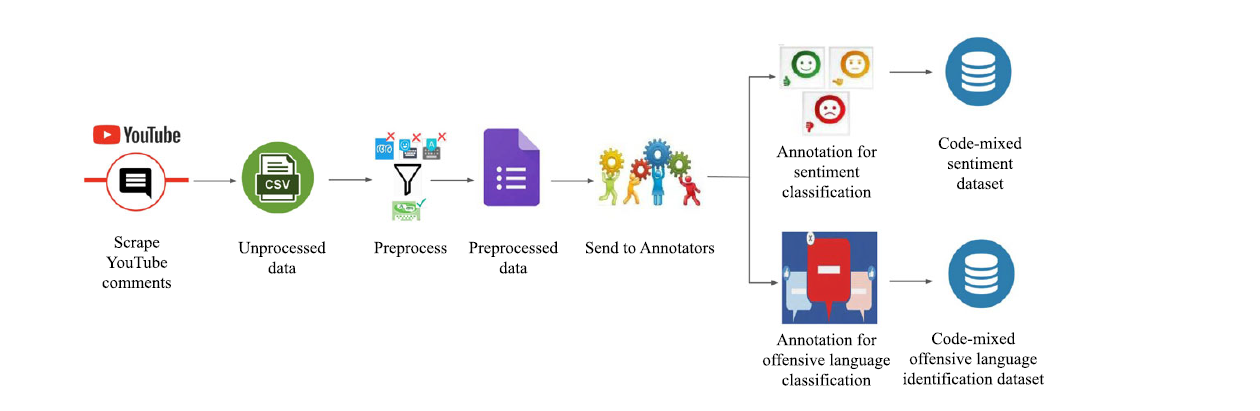 YouTube
Scrape
YouTube
comments
CSV
Unprocessed
data
Preprocess
Preprocessed
data
Send to Annotators
Annotation for
sentiment
classification
Code-mixed
sentiment
dataset
Annotation for
offensive language
classification
Code-mixed
offensive language
identification dataset